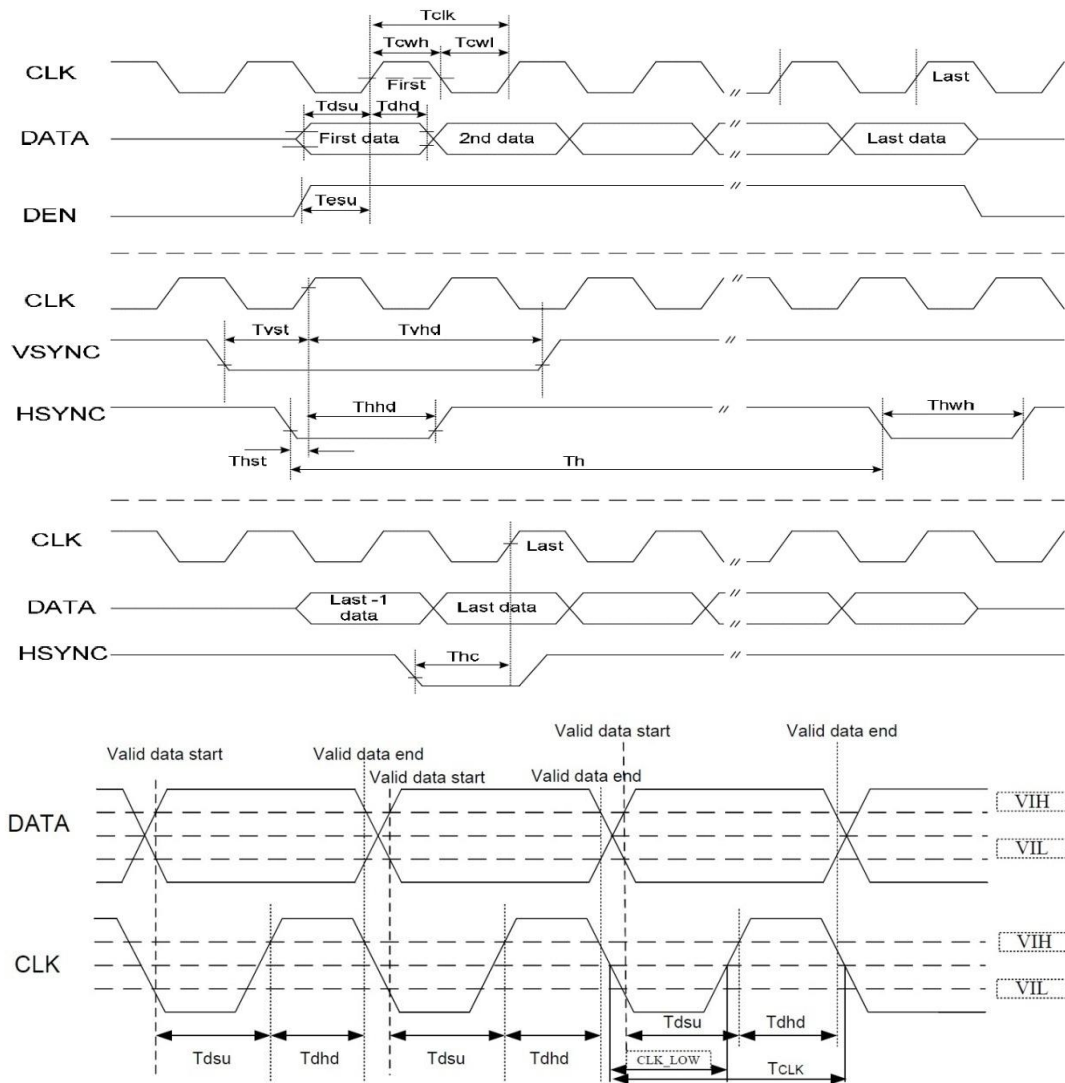 Tclk
Tcwh Tcwl
CLK First // Last
Tdsu Tdhd
DATA First data 2nd data // Last data
DEN Tesu //
CLK //
Tvst Tvhd
VSYNC //
HSYNC Thhd // Thwh
Thst Th
CLK Last //
DATA Last -1 data Last data //
HSYNC Thc //
Valid data start Valid data end Valid data start Valid data end
Valid data start Valid data end
DATA VIH
VIL
CLK VIH
VIL
Tdsu Tdhd Tdsu Tdhd Tdsu Tdhd
CLK_LOW
TCLK